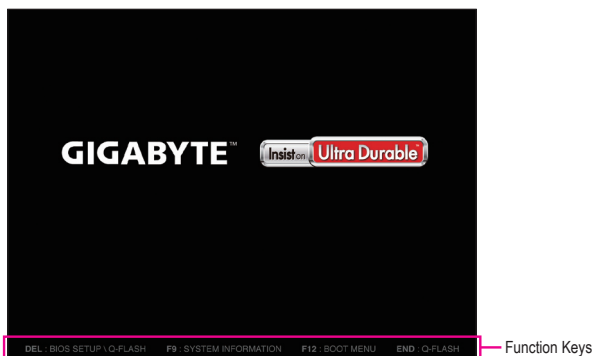 GIGABYTE™
Insist on Ultra Durable™
DEL : BIOS SETUP \ Q-FLASH F9 : SYSTEM INFORMATION F12 : BOOT MENU END : Q-FLASH
Function Keys